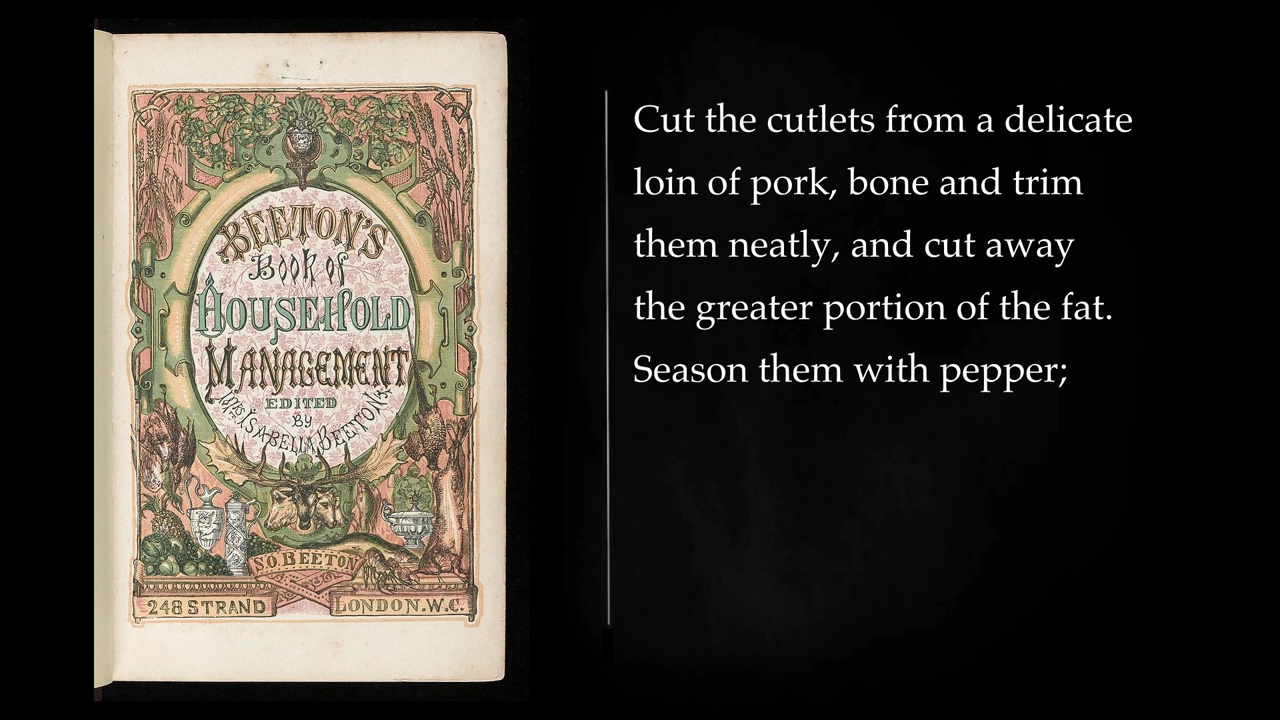 BEETON'S
Book of
HOUSEHOLD
MANAGEMENT
EDITED
BY
MRS ISABELLA BEETON
S.O. BEETON
248 STRAND
LONDON. W.C.
Cut the cutlets from a delicate
loin of pork, bone and trim
them neatly, and cut away
the greater portion of the fat.
Season them with pepper;